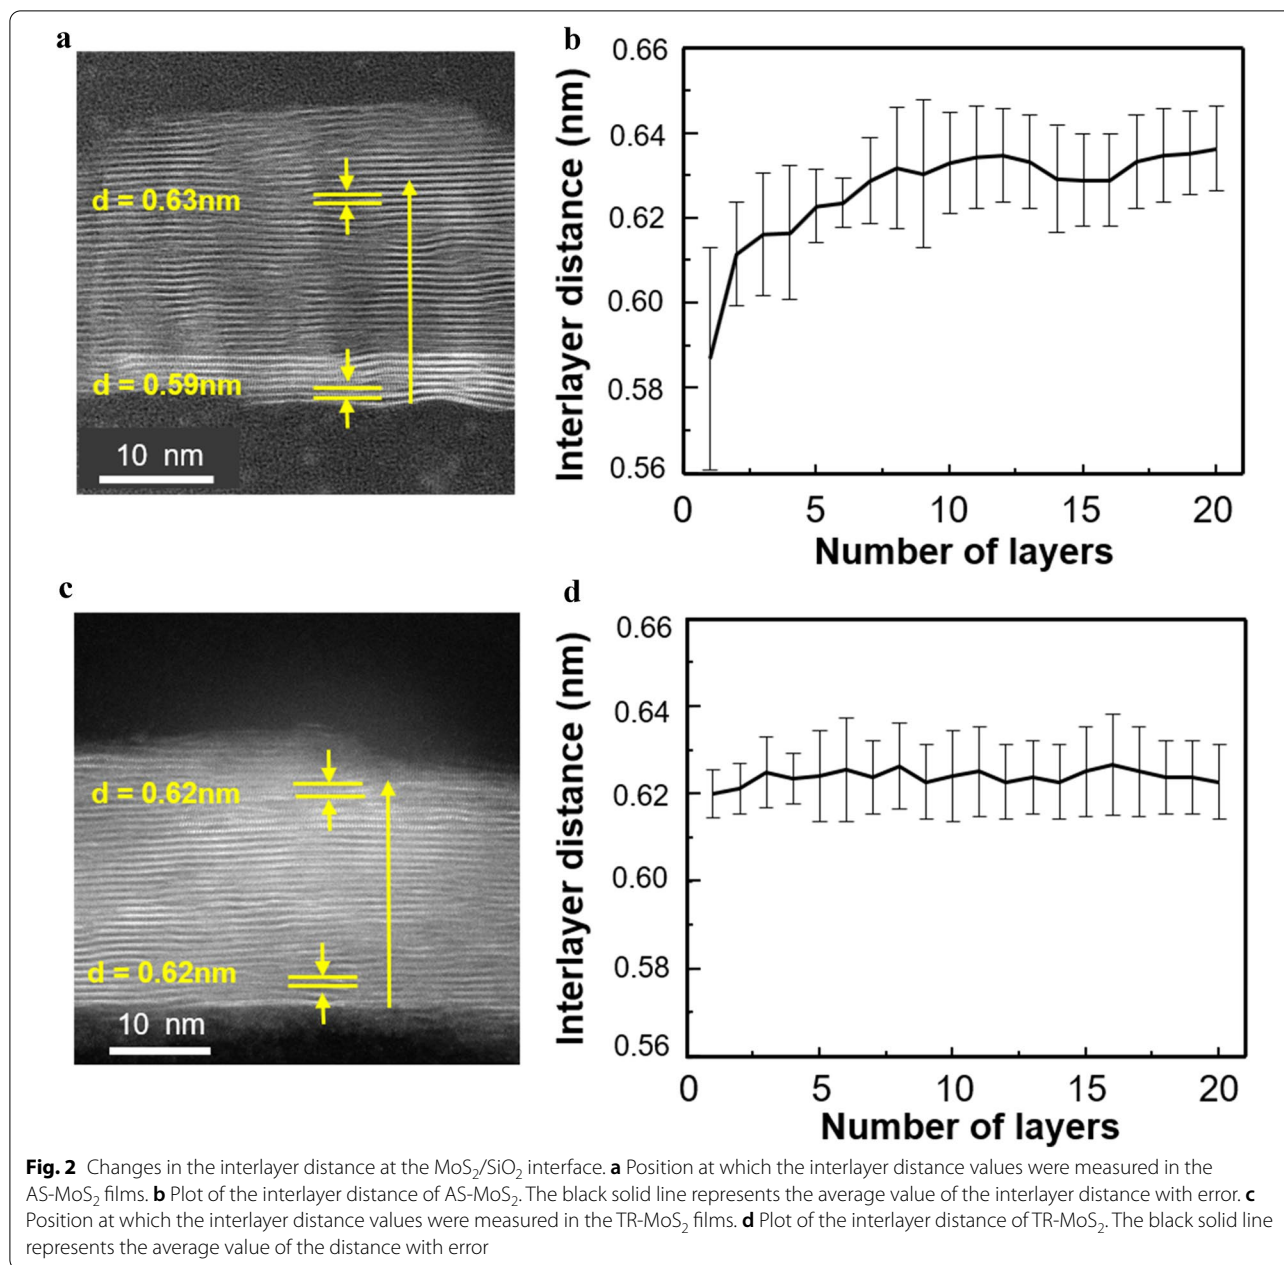 a
d = 0.63nm
d = 0.59nm
10 nm
b
Interlayer distance (nm)
0.66
0.64
0.62
0.60
0.58
0.56
0 5 10 15 20
Number of layers
c
d = 0.62nm
d = 0.62nm
10 nm
d
Interlayer distance (nm)
0.66
0.64
0.62
0.60
0.58
0.56
0 5 10 15 20
Number of layers
Fig. 2 Changes in the interlayer distance at the MoS₂/SiO₂ interface. a Position at which the interlayer distance values were measured in the
AS-MoS₂ films. b Plot of the interlayer distance of AS-MoS₂. The black solid line represents the average value of the interlayer distance with error. c
Position at which the interlayer distance values were measured in the TR-MoS₂ films. d Plot of the interlayer distance of TR-MoS₂. The black solid line
represents the average value of the distance with error